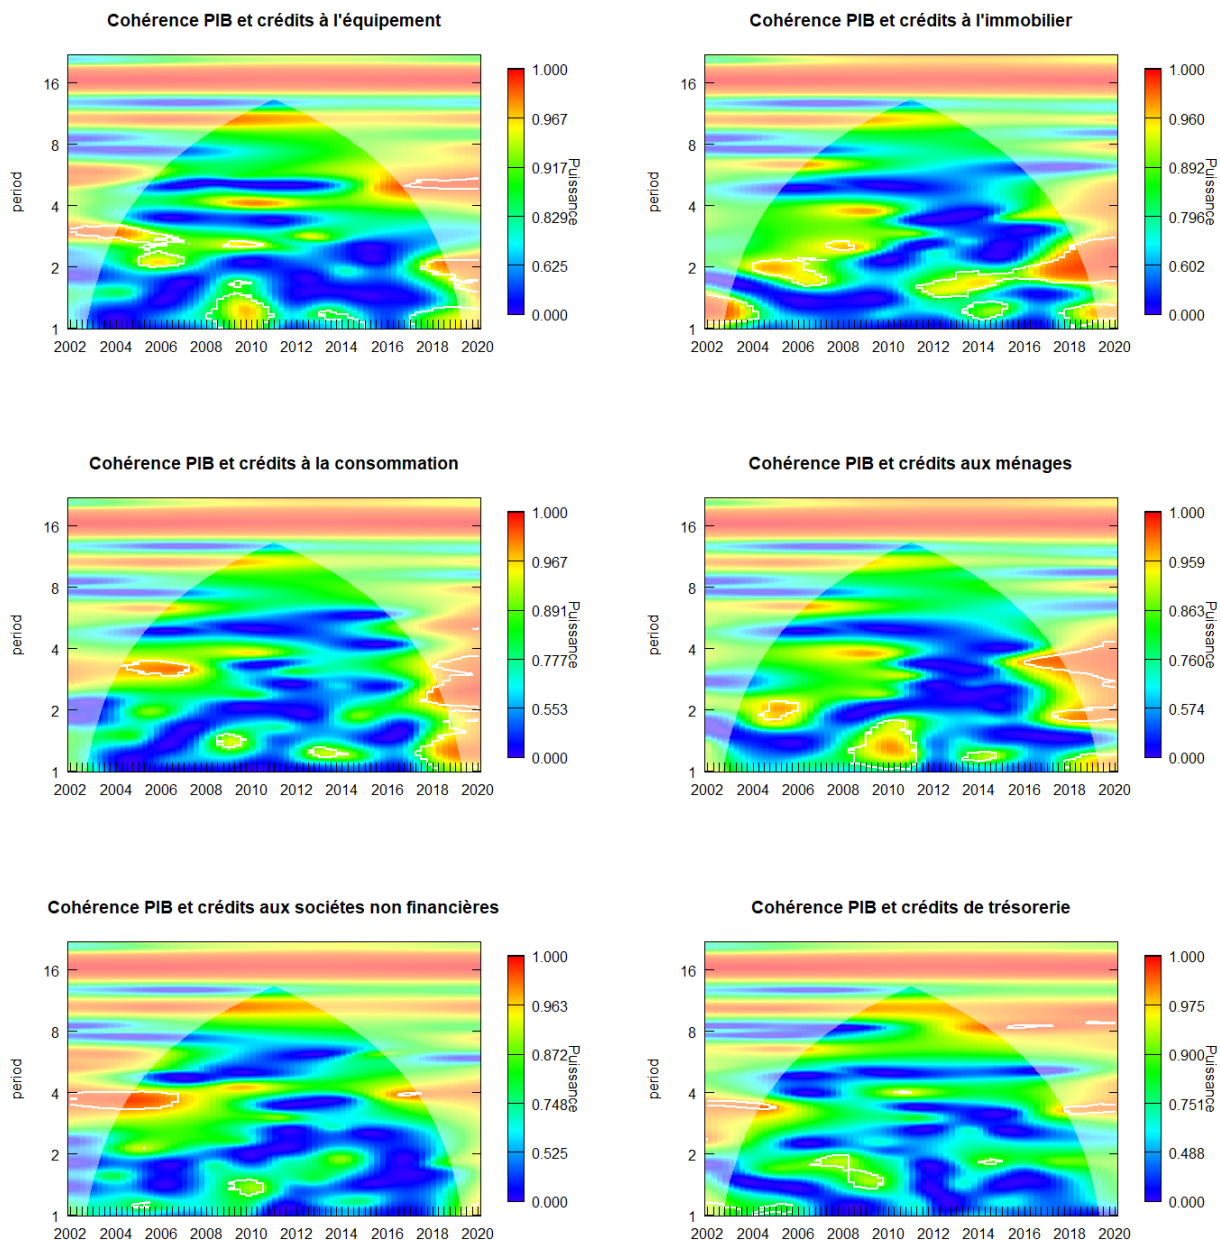 Cohérence PIB et crédits à l'équipement
period
16
8
4
2
1
2002 2004 2006 2008 2010 2012 2014 2016 2018 2020
1.000
0.967
0.917
0.829
0.625
0.000
Puissance
Cohérence PIB et crédits à l'immobilier
period
16
8
4
2
1
2002 2004 2006 2008 2010 2012 2014 2016 2018 2020
1.000
0.960
0.892
0.796
0.602
0.000
Puissance
Cohérence PIB et crédits à la consommation
period
16
8
4
2
1
2002 2004 2006 2008 2010 2012 2014 2016 2018 2020
1.000
0.967
0.891
0.777
0.553
0.000
Puissance
Cohérence PIB et crédits aux ménages
period
16
8
4
2
1
2002 2004 2006 2008 2010 2012 2014 2016 2018 2020
1.000
0.959
0.863
0.760
0.574
0.000
Puissance
Cohérence PIB et crédits aux sociétes non financières
period
16
8
4
2
1
2002 2004 2006 2008 2010 2012 2014 2016 2018 2020
1.000
0.963
0.872
0.748
0.525
0.000
Puissance
Cohérence PIB et crédits de trésorerie
period
16
8
4
2
1
2002 2004 2006 2008 2010 2012 2014 2016 2018 2020
1.000
0.975
0.900
0.751
0.488
0.000
Puissance